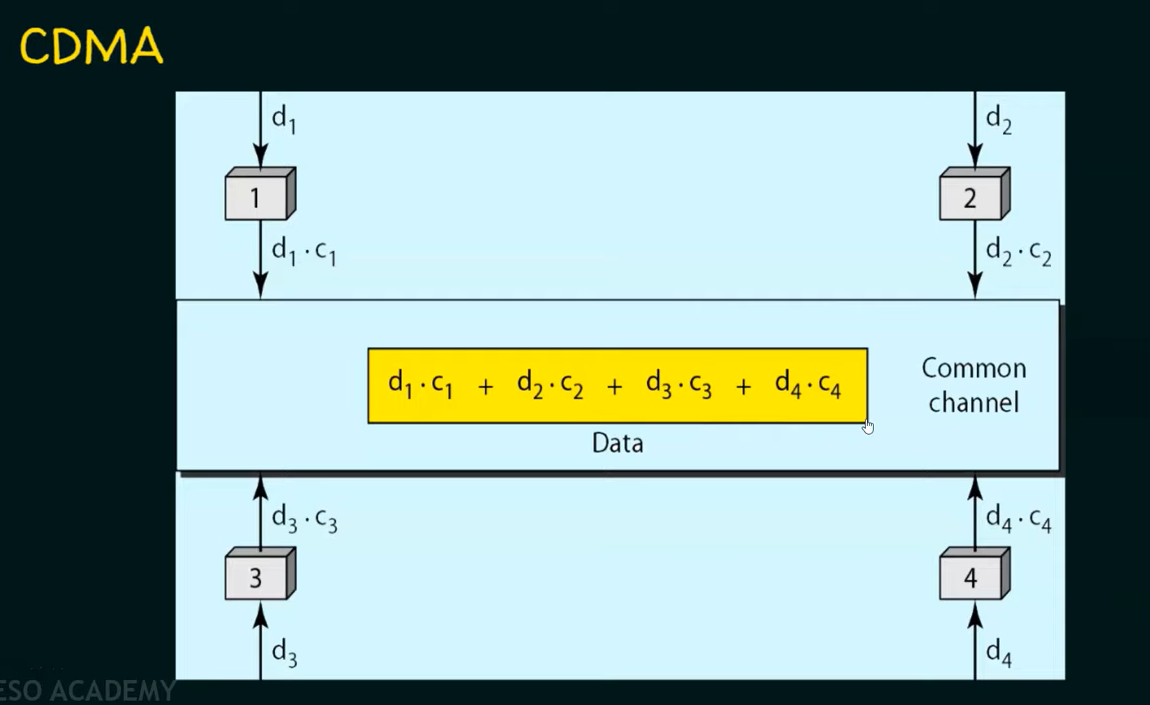 CDMA
d₁ d₂
1 2
d₁ · c₁ d₂ · c₂
d₁ · c₁ + d₂ · c₂ + d₃ · c₃ + d₄ · c₄
Common
channel
Data
d₃ · c₃ d₄ · c₄
3 4
d₃ d₄
ESO ACADEMY